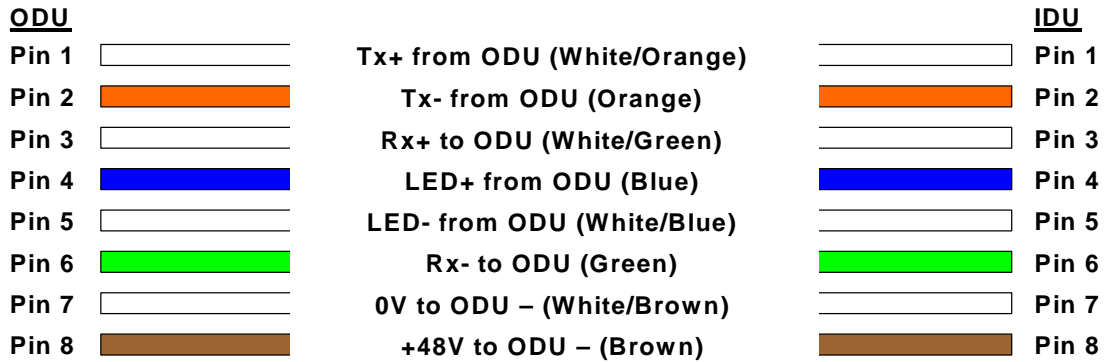 ODU IDU
Pin 1 Tx+ from ODU (White/Orange) Pin 1
Pin 2 Tx- from ODU (Orange) Pin 2
Pin 3 Rx+ to ODU (White/Green) Pin 3
Pin 4 LED+ from ODU (Blue) Pin 4
Pin 5 LED- from ODU (White/Blue) Pin 5
Pin 6 Rx- to ODU (Green) Pin 6
Pin 7 0V to ODU – (White/Brown) Pin 7
Pin 8 +48V to ODU – (Brown) Pin 8